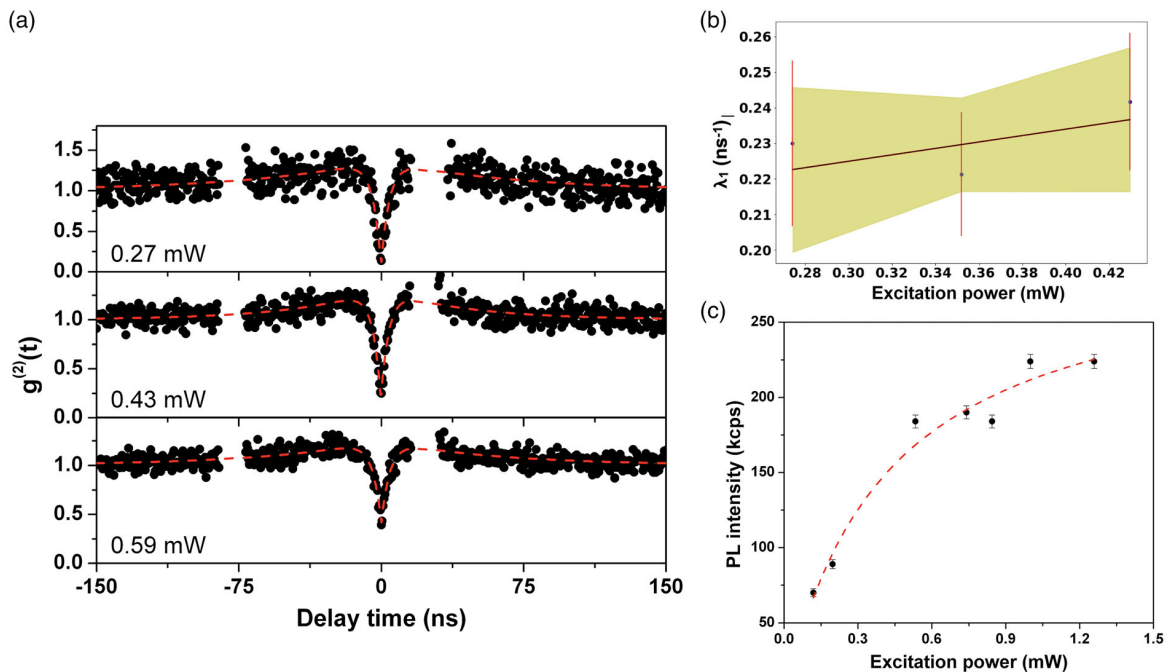 (a)
1.5
1.0
0.5
0.0
0.27 mW
1.0
0.5
0.0
0.43 mW
1.0
0.5
0.0
0.59 mW
g(2)(t)
-150 -75 0 75 150
Delay time (ns)
(b)
0.26
0.25
0.24
0.23
0.22
0.21
0.20
λ1 (ns-1)|
0.28 0.30 0.32 0.34 0.36 0.38 0.40 0.42
Excitation power (mW)
(c)
250
200
150
100
50
PL intensity (kcps)
0.0 0.3 0.6 0.9 1.2 1.5
Excitation power (mW)